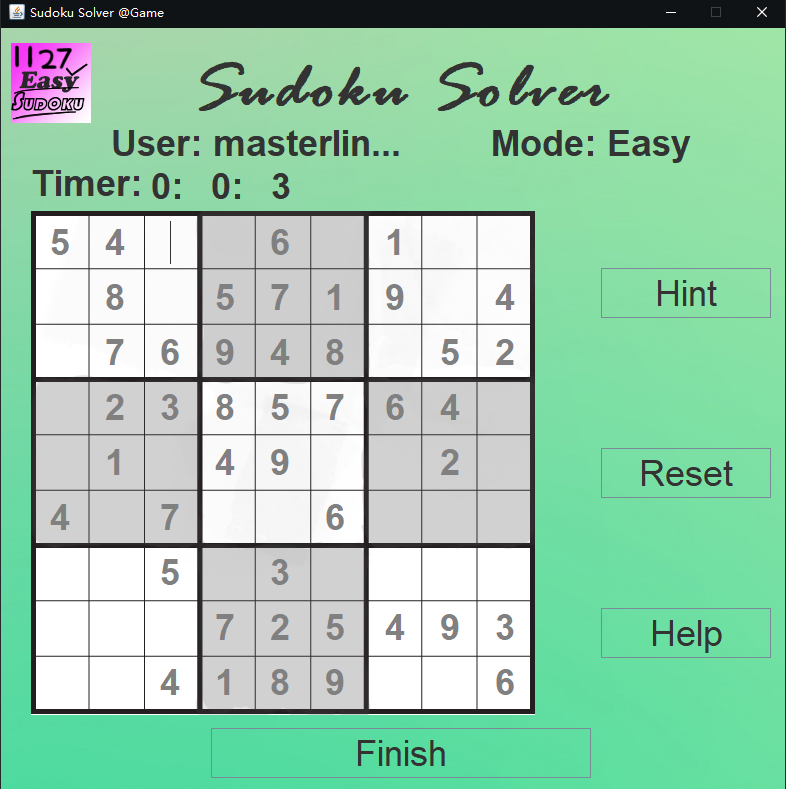 Sudoku Solver @Game
1127
Easy
SUDOKU
Sudoku Solver
User: masterlin... Mode: Easy
Timer: 0: 0: 3
5 4 6 1
8 5 7 1 9 4
7 6 9 4 8 5 2
2 3 8 5 7 6 4
1 4 9 2
4 7 6
5 3
7 2 5 4 9 3
4 1 8 9 6
Hint
Reset
Help
Finish